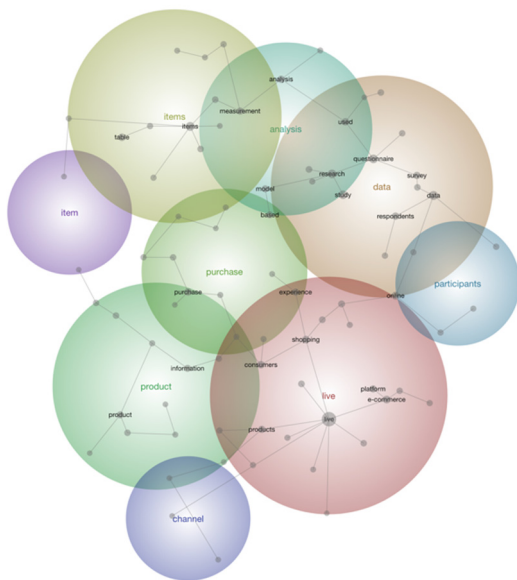 analysis
items
measurement
used
items
analysis
table
questionnaire
research
survey
model
data
study
data
item
based
respondents
purchase
participants
purchase
experience
online
shopping
information
consumers
product
platform
live
e-commerce
product
live
products
channel